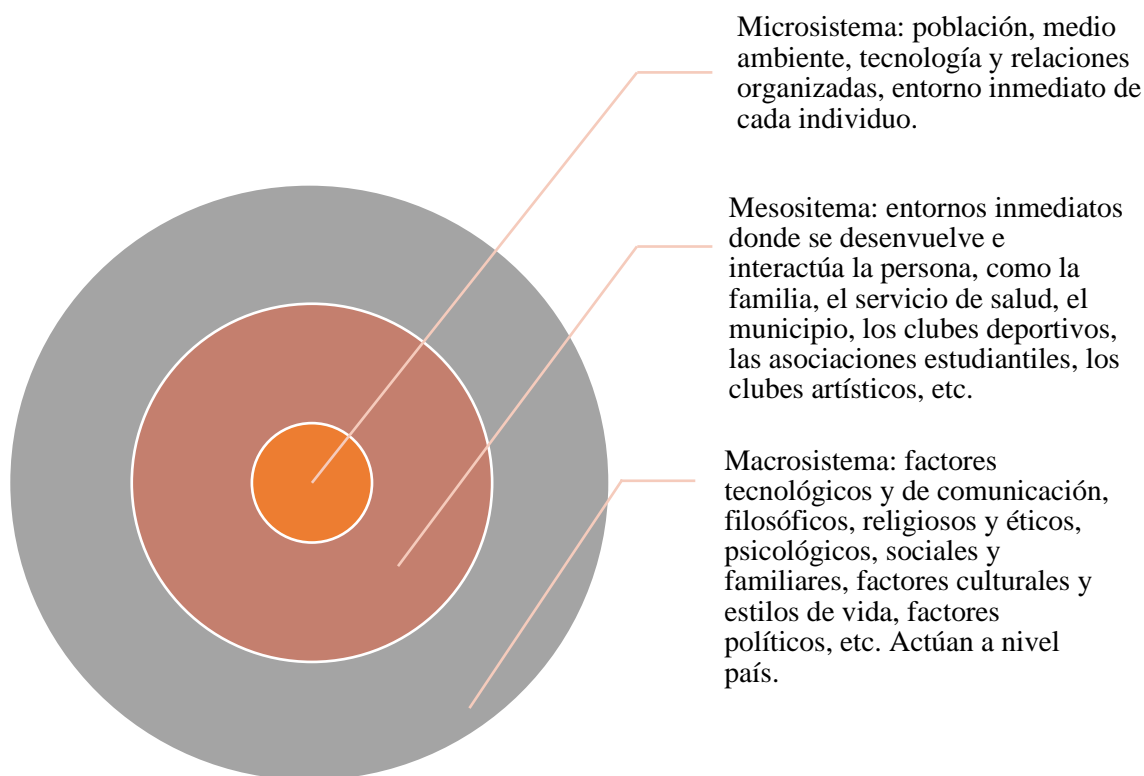 Microsistema: población, medio
ambiente, tecnología y relaciones
organizadas, entorno inmediato de
cada individuo.
Mesositema: entornos inmediatos
donde se desenvuelve e
interactúa la persona, como la
familia, el servicio de salud, el
municipio, los clubes deportivos,
las asociaciones estudiantiles, los
clubes artísticos, etc.
Macrosistema: factores
tecnológicos y de comunicación,
filosóficos, religiosos y éticos,
psicológicos, sociales y
familiares, factores culturales y
estilos de vida, factores
políticos, etc. Actúan a nivel
país.